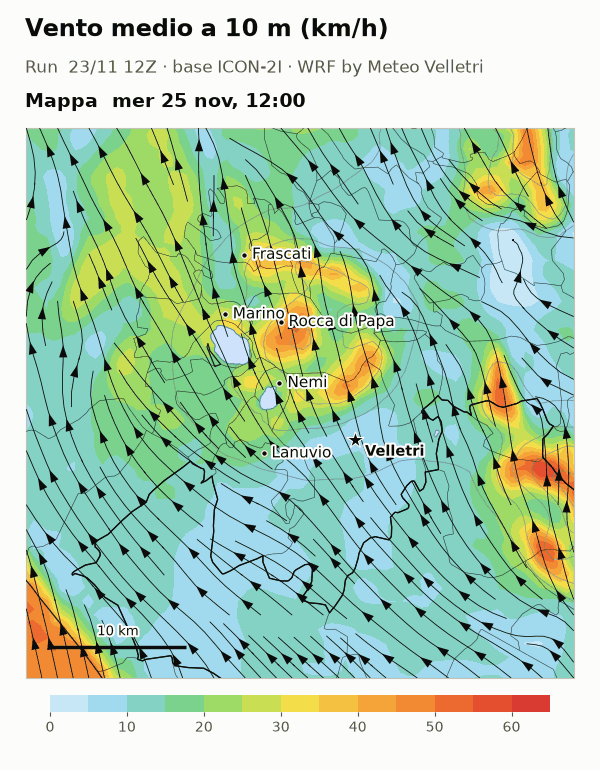 Vento medio a 10 m (km/h)
Run  23/11 12Z · base ICON-2I · WRF by Meteo Velletri
Mappa  mer 25 nov, 12:00
Frascati
Marino
Rocca di Papa
Nemi
Velletri
Lanuvio
10 km
0 10 20 30 40 50 60